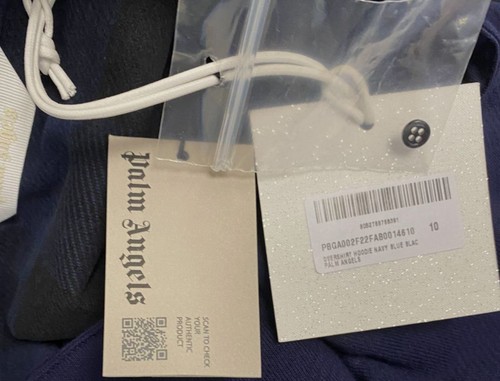 Palm Angels
SCAN TO CHECK
YOUR
AUTHENTIC
PRODUCT
PBGA002F22FAB0014610 10
OVERSHIRT HOODIE NAVY BLUE BLAC
PALM ANGELS